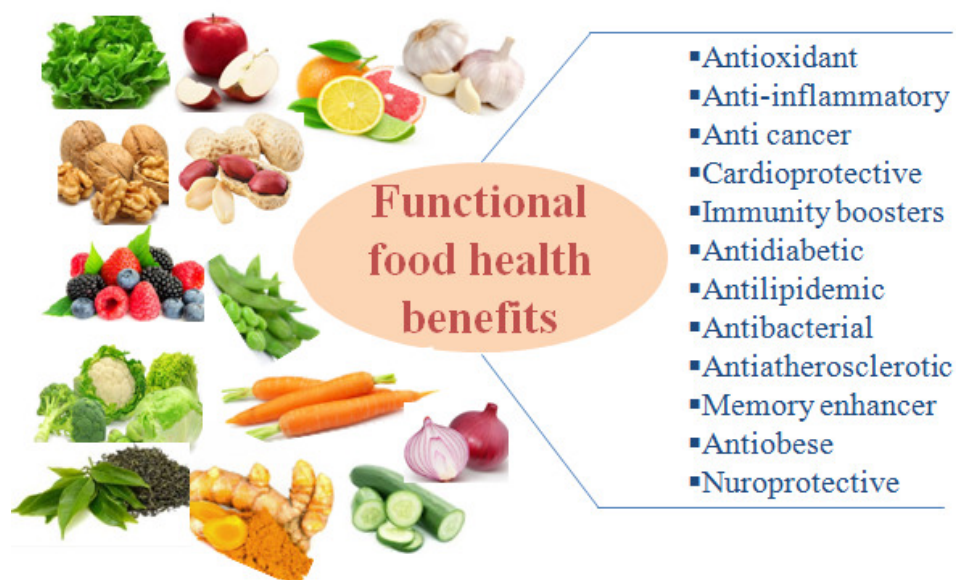 Functional
food health
benefits
▪Antioxidant
▪Anti-inflammatory
▪Anti cancer
▪Cardioprotective
▪Immunity boosters
▪Antidiabetic
▪Antilipidemic
▪Antibacterial
▪Antiatherosclerotic
▪Memory enhancer
▪Antiobese
▪Nuroprotective